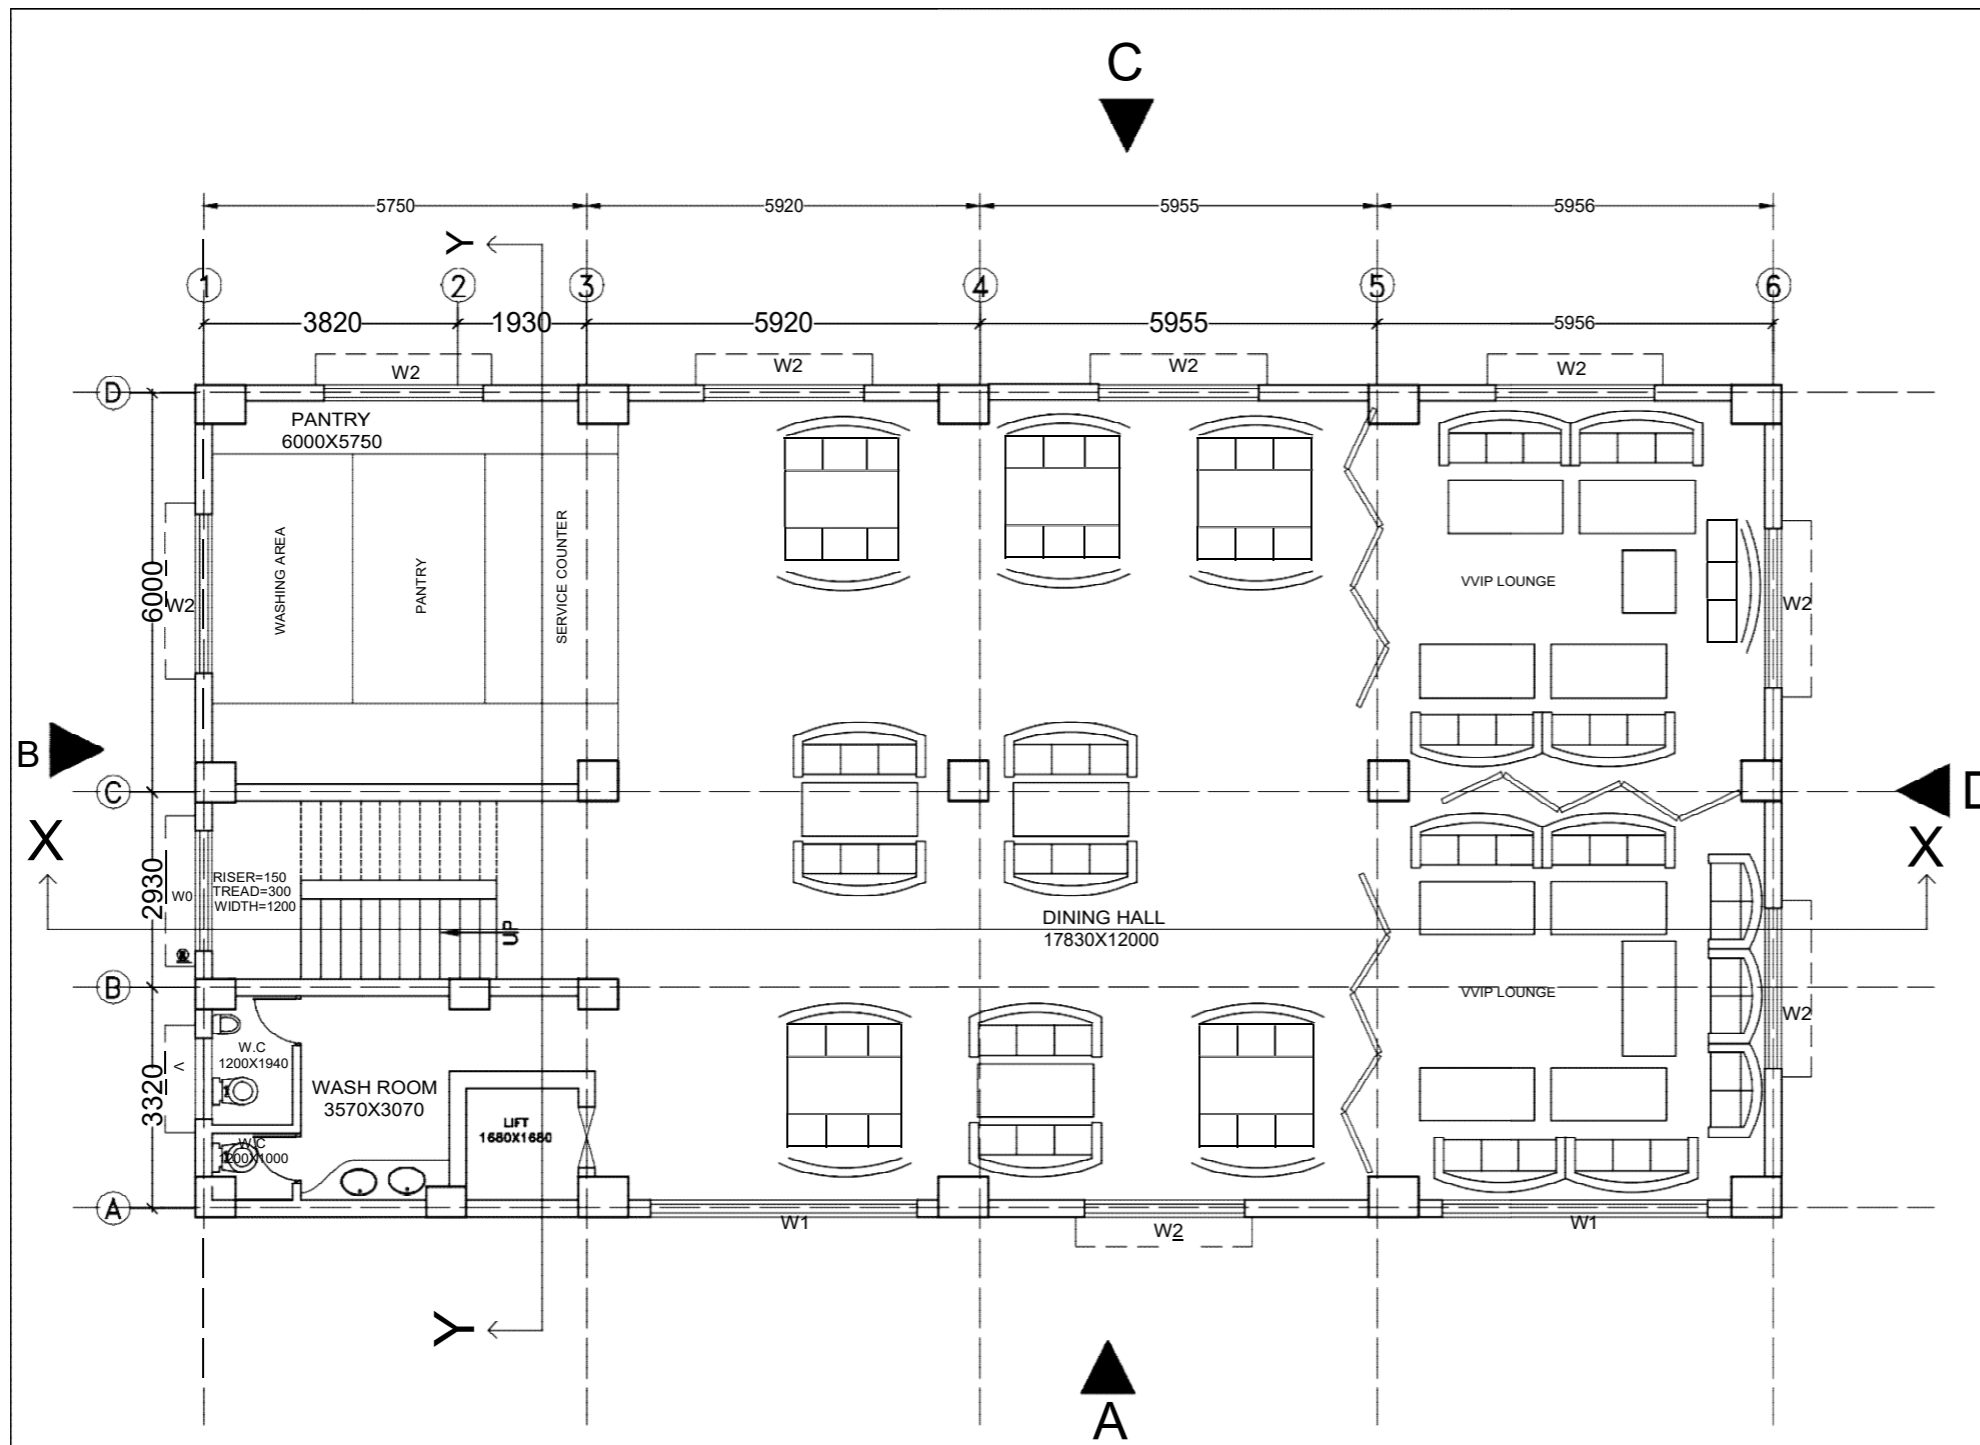 C
5750
5920
5955
5956
Y
1
2
3
4
5
6
3820
1930
5920
5955
5956
W2
W2
W2
W2
D
PANTRY
6000X5750
WASHING AREA
PANTRY
SERVICE COUNTER
6000
W2
VVIP LOUNGE
W2
B
C
D
X
X
2930
W0
RISER=150
TREAD=300
WIDTH=1200
UP
DINING HALL
17830X12000
B
VVIP LOUNGE
W2
3320
V
W.C
1200X1940
WASH ROOM
3570X3070
LIFT
1680X1680
W.C
1200X1000
A
W1
W2
W1
Y
A